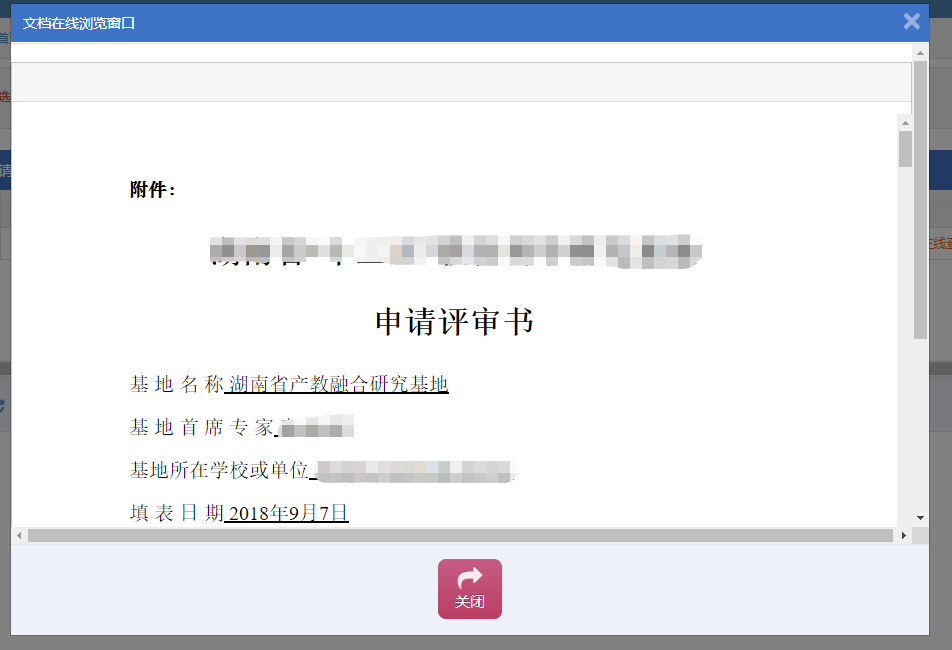 文档在线浏览窗口
附件：
申请评审书
基 地 名 称 湖南省产教融合研究基地
基 地 首 席 专 家
基地所在学校或单位
填 表 日 期 2018年9月7日
关闭